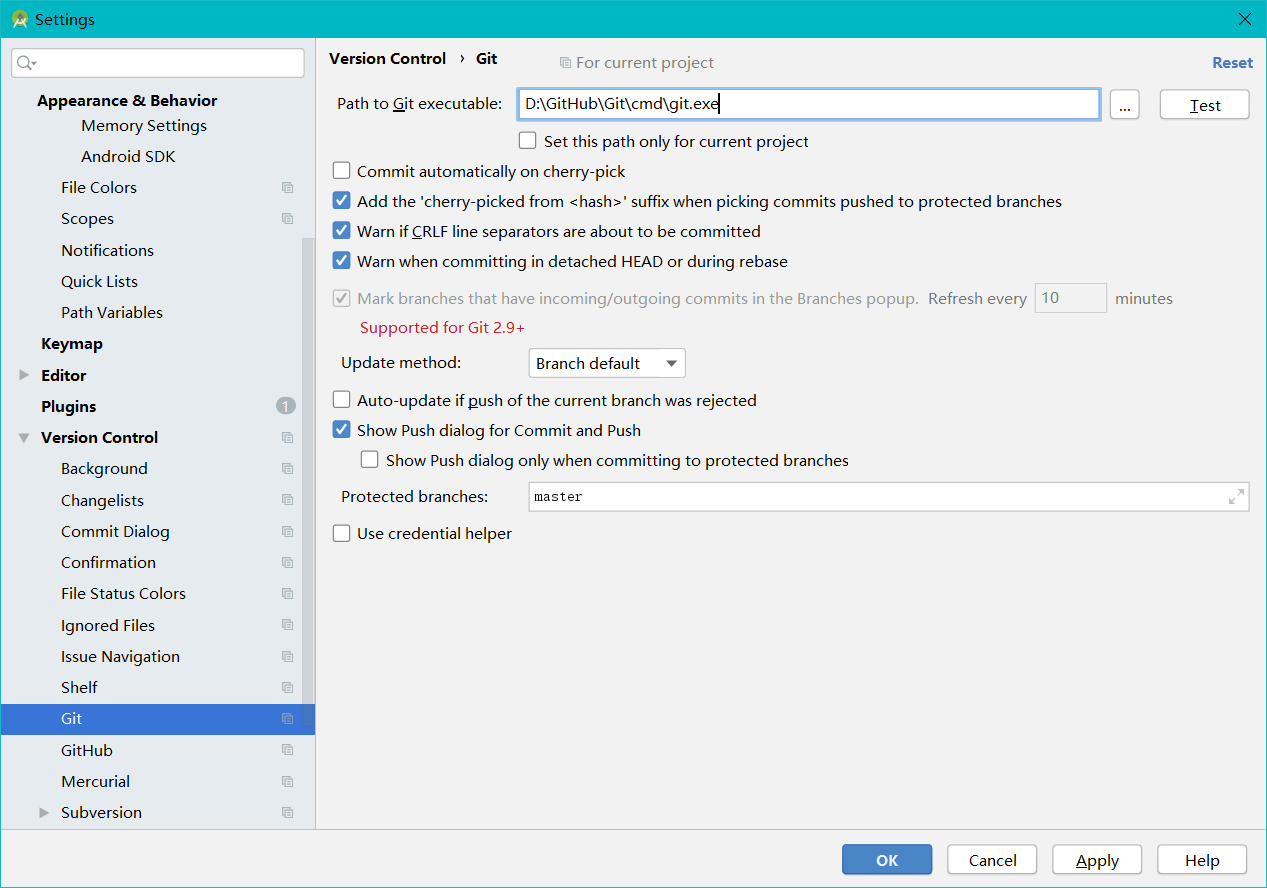 Settings
Version Control › Git
For current project
Reset
Appearance & Behavior
Memory Settings
Android SDK
File Colors
Scopes
Notifications
Quick Lists
Path Variables
Keymap
Editor
Plugins 1
Version Control
Background
Changelists
Commit Dialog
Confirmation
File Status Colors
Ignored Files
Issue Navigation
Shelf
Git
GitHub
Mercurial
Subversion
Path to Git executable: D:\GitHub\Git\cmd\git.exe ... Test
Set this path only for current project
Commit automatically on cherry-pick
Add the 'cherry-picked from <hash>' suffix when picking commits pushed to protected branches
Warn if CRLF line separators are about to be committed
Warn when committing in detached HEAD or during rebase
Mark branches that have incoming/outgoing commits in the Branches popup. Refresh every 10 minutes
Supported for Git 2.9+
Update method: Branch default
Auto-update if push of the current branch was rejected
Show Push dialog for Commit and Push
Show Push dialog only when committing to protected branches
Protected branches: master
Use credential helper
OK Cancel Apply Help